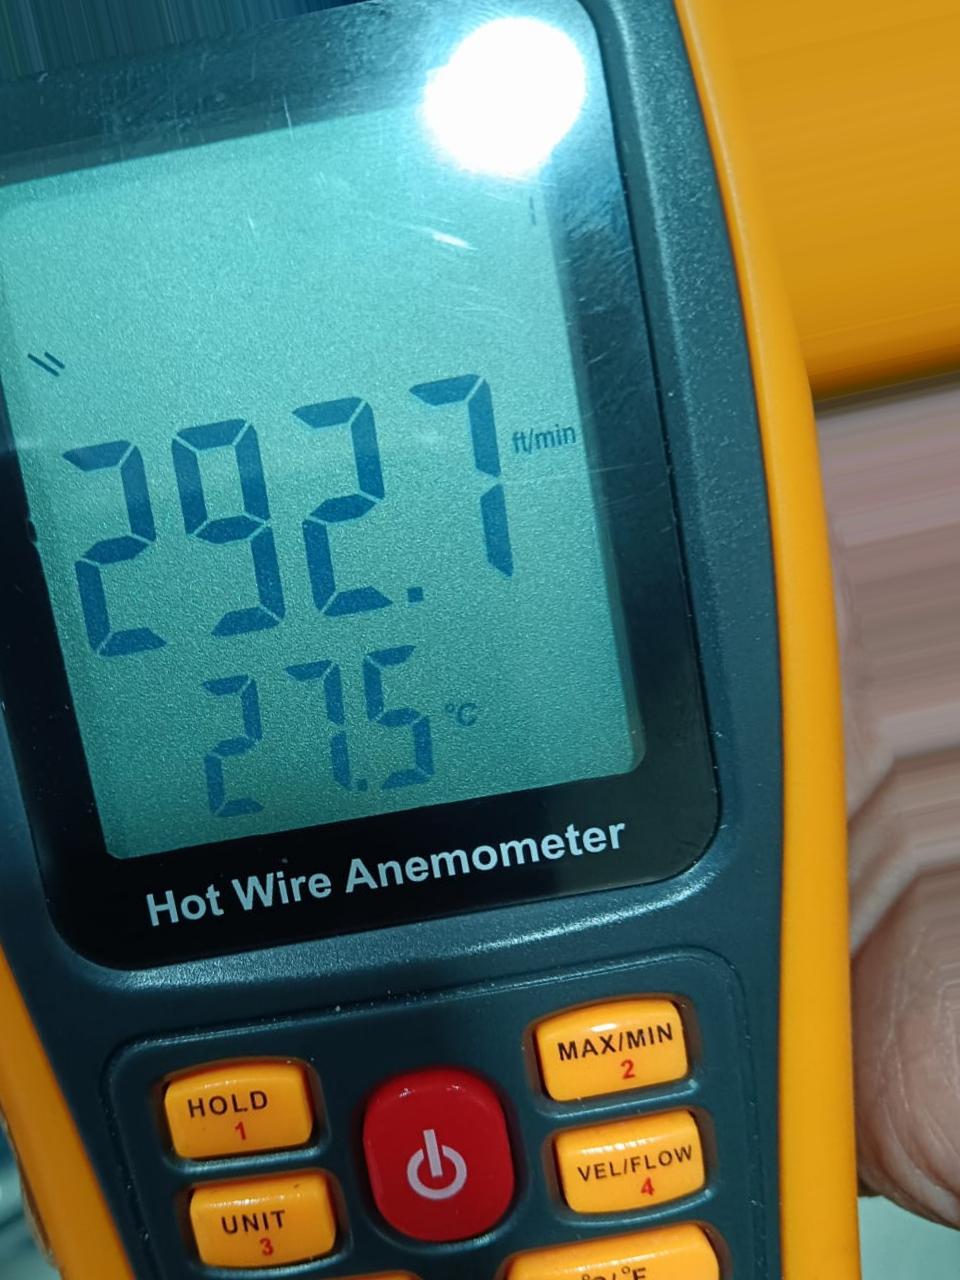 292.7 ft/min
27.5 °C
Hot Wire Anemometer
MAX/MIN
2
HOLD
1
VEL/FLOW
4
UNIT
3
°C/°F